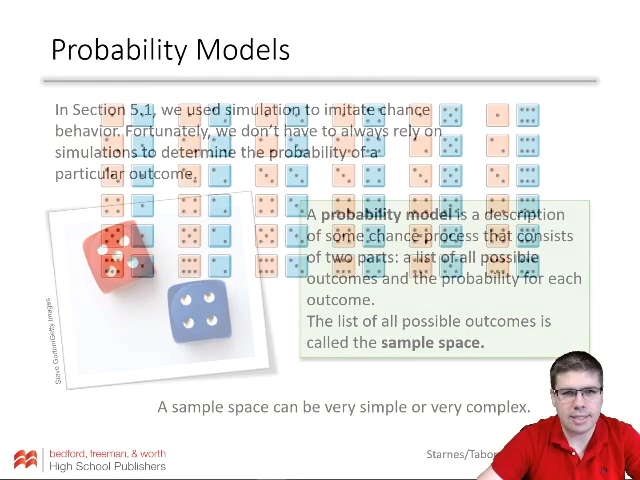 Probability Models
In Section 5.1, we used simulation to imitate chance
behavior. Fortunately, we don't have to always rely on
simulations to determine the probability of a
particular outcome.
A probability model is a description
of some chance process that consists
of two parts: a list of all possible
outcomes and the probability for each
outcome.
The list of all possible outcomes is
called the sample space.
Steve Gorton/Getty Images
A sample space can be very simple or very complex.
bedford, freeman, & worth
High School Publishers
Starnes/Tabor